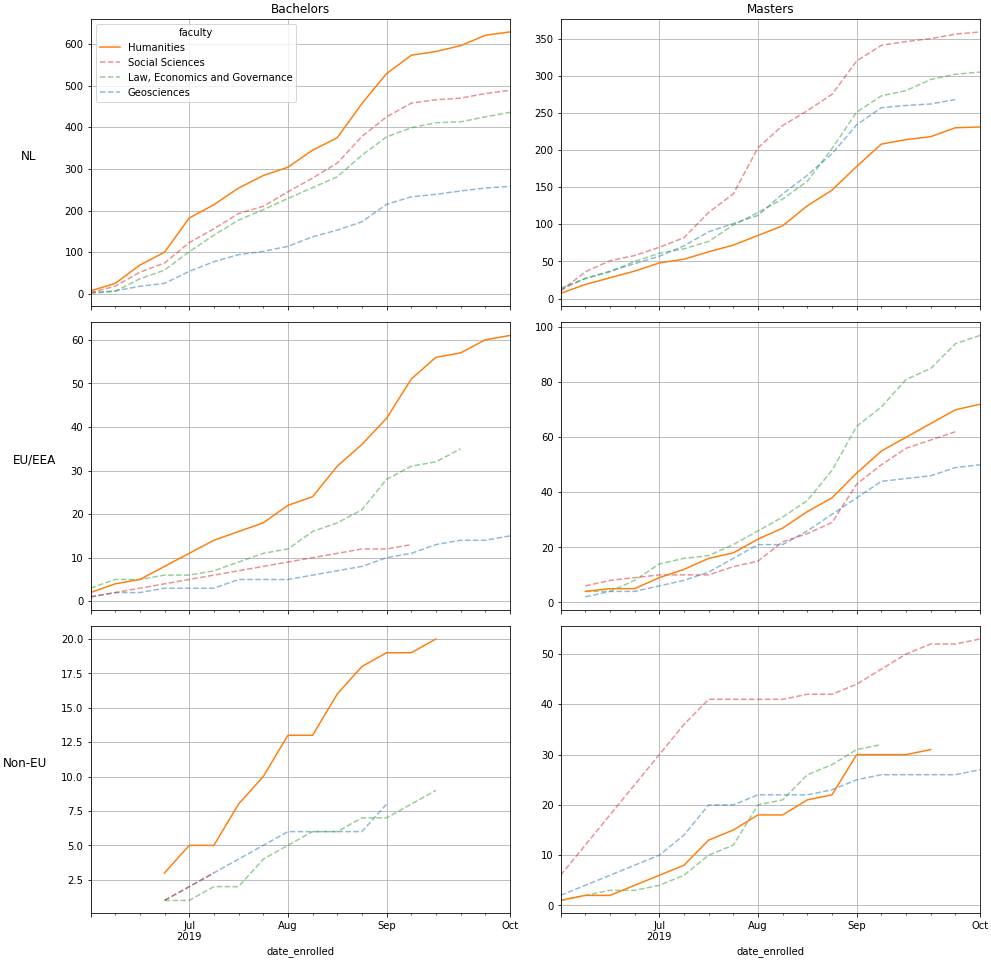 Bachelors
Masters
faculty
Humanities
Social Sciences
Law, Economics and Governance
Geosciences
NL
600
500
400
300
200
100
0
350
300
250
200
150
100
50
0
EU/EEA
60
50
40
30
20
10
0
100
80
60
40
20
0
Non-EU
20.0
17.5
15.0
12.5
10.0
7.5
5.0
2.5
50
40
30
20
10
0
Jul
2019
Aug
Sep
Oct
date_enrolled
Jul
2019
Aug
Sep
Oct
date_enrolled